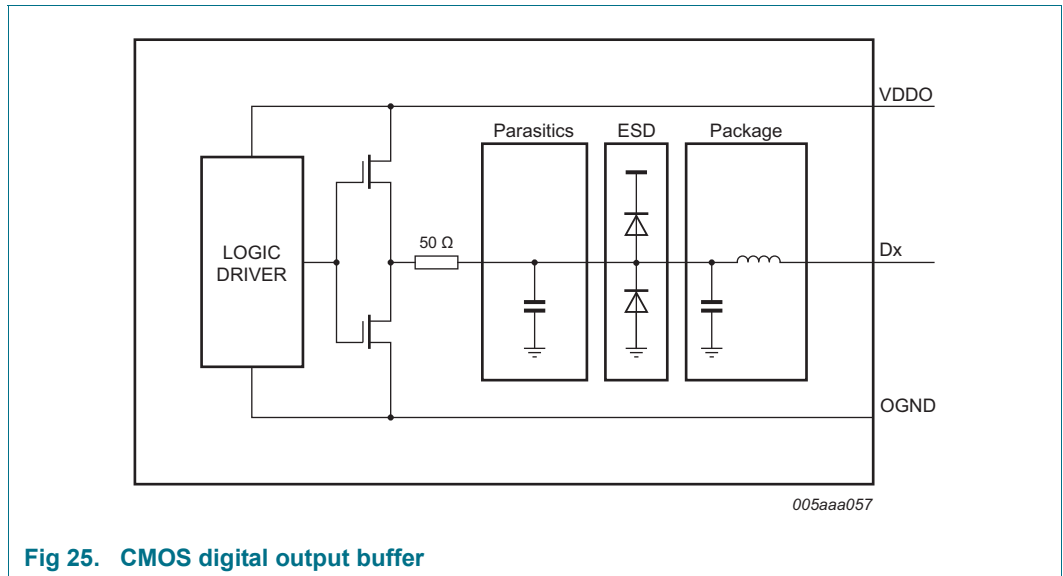 VDDO
Parasitics ESD Package
50 Ω
LOGIC
DRIVER
Dx
OGND
005aaa057
Fig 25. CMOS digital output buffer